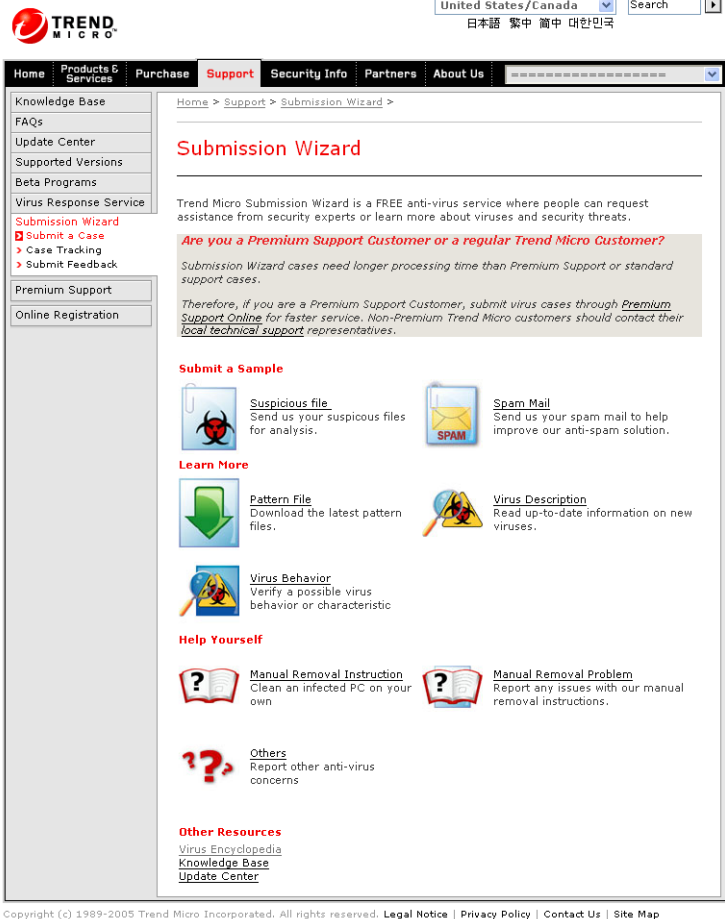 TREND
MICRO
United States/Canada
Search
日本語 繁中 简中 대한민국
Home
Products &
Services
Purchase
Support
Security Info
Partners
About Us
===================
Knowledge Base
FAQs
Update Center
Supported Versions
Beta Programs
Virus Response Service
Submission Wizard
Submit a Case
> Case Tracking
> Submit Feedback
Premium Support
Online Registration
Home > Support > Submission Wizard >
Submission Wizard
Trend Micro Submission Wizard is a FREE anti-virus service where people can request
assistance from security experts or learn more about viruses and security threats.
Are you a Premium Support Customer or a regular Trend Micro Customer?
Submission Wizard cases need longer processing time than Premium Support or standard
support cases.
Therefore, if you are a Premium Support Customer, submit virus cases through Premium
Support Online for faster service. Non-Premium Trend Micro customers should contact their
local technical support representatives.
Submit a Sample
Suspicious file
Send us your suspicous files
for analysis.
SPAM
Spam Mail
Send us your spam mail to help
improve our anti-spam solution.
Learn More
Pattern File
Download the latest pattern
files.
Virus Description
Read up-to-date information on new
viruses.
Virus Behavior
Verify a possible virus
behavior or characteristic
Help Yourself
?
Manual Removal Instruction
Clean an infected PC on your
own
?
Manual Removal Problem
Report any issues with our manual
removal instructions.
???
Others
Report other anti-virus
concerns
Other Resources
Virus Encyclopedia
Knowledge Base
Update Center
Copyright (c) 1989-2005 Trend Micro Incorporated. All rights reserved. Legal Notice | Privacy Policy | Contact Us | Site Map